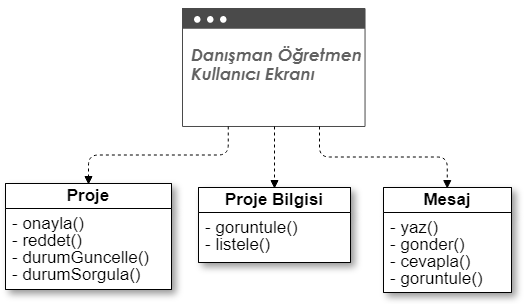 Danışman Öğretmen
Kullanıcı Ekranı
Proje
- onayla()
- reddet()
- durumGuncelle()
- durumSorgula()
Proje Bilgisi
- goruntule()
- listele()
Mesaj
- yaz()
- gonder()
- cevapla()
- goruntule()